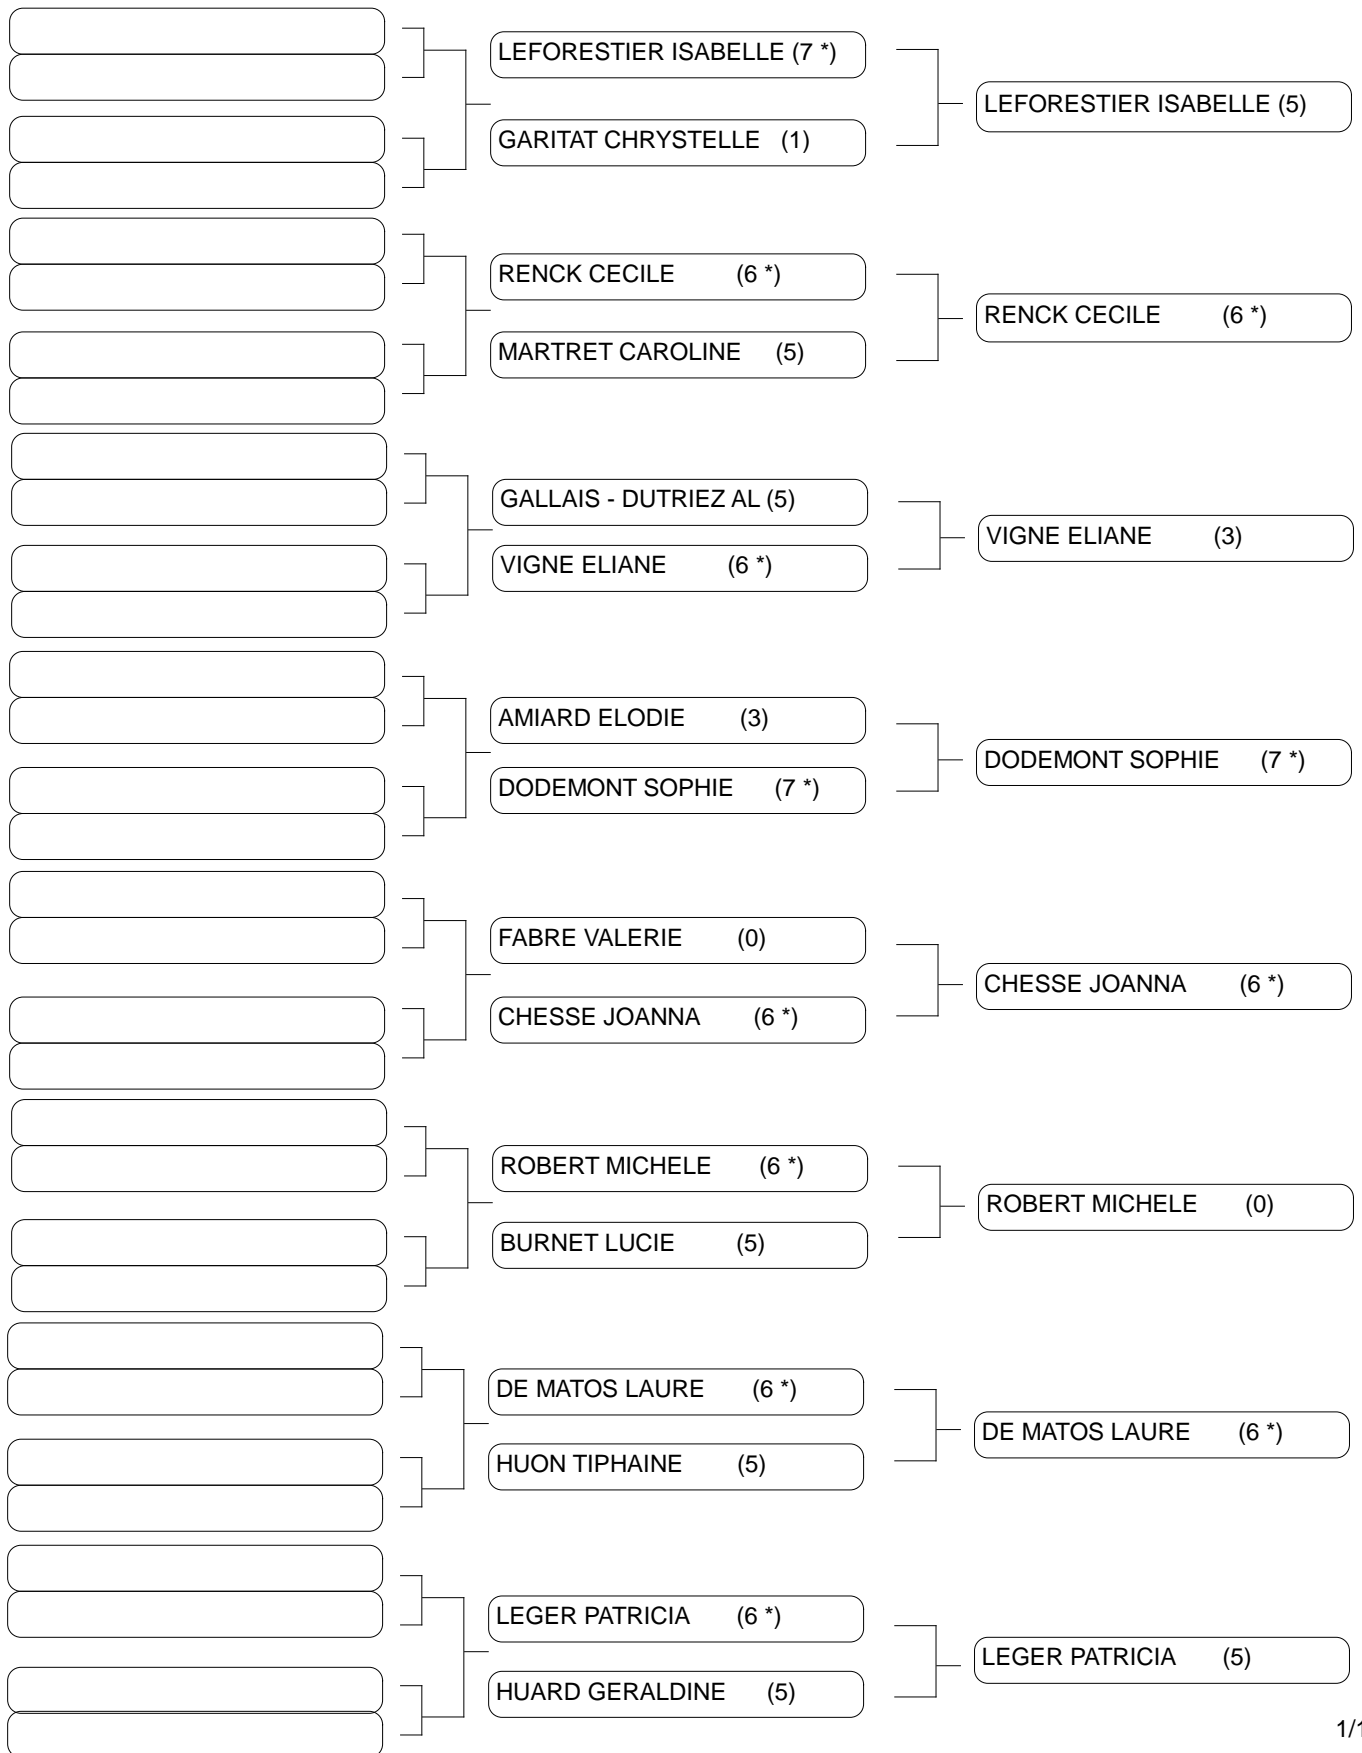 LEFORESTIER ISABELLE (7 *)
GARITAT CHRYSTELLE (1)
LEFORESTIER ISABELLE (5)
RENCK CECILE (6 *)
MARTRET CAROLINE (5)
RENCK CECILE (6 *)
GALLAIS - DUTRIEZ AL (5)
VIGNE ELIANE (6 *)
VIGNE ELIANE (3)
AMIARD ELODIE (3)
DODEMONT SOPHIE (7 *)
DODEMONT SOPHIE (7 *)
FABRE VALERIE (0)
CHESSE JOANNA (6 *)
CHESSE JOANNA (6 *)
ROBERT MICHELE (6 *)
BURNET LUCIE (5)
ROBERT MICHELE (0)
DE MATOS LAURE (6 *)
HUON TIPHAINE (5)
DE MATOS LAURE (6 *)
LEGER PATRICIA (6 *)
HUARD GERALDINE (5)
LEGER PATRICIA (5)
1/1